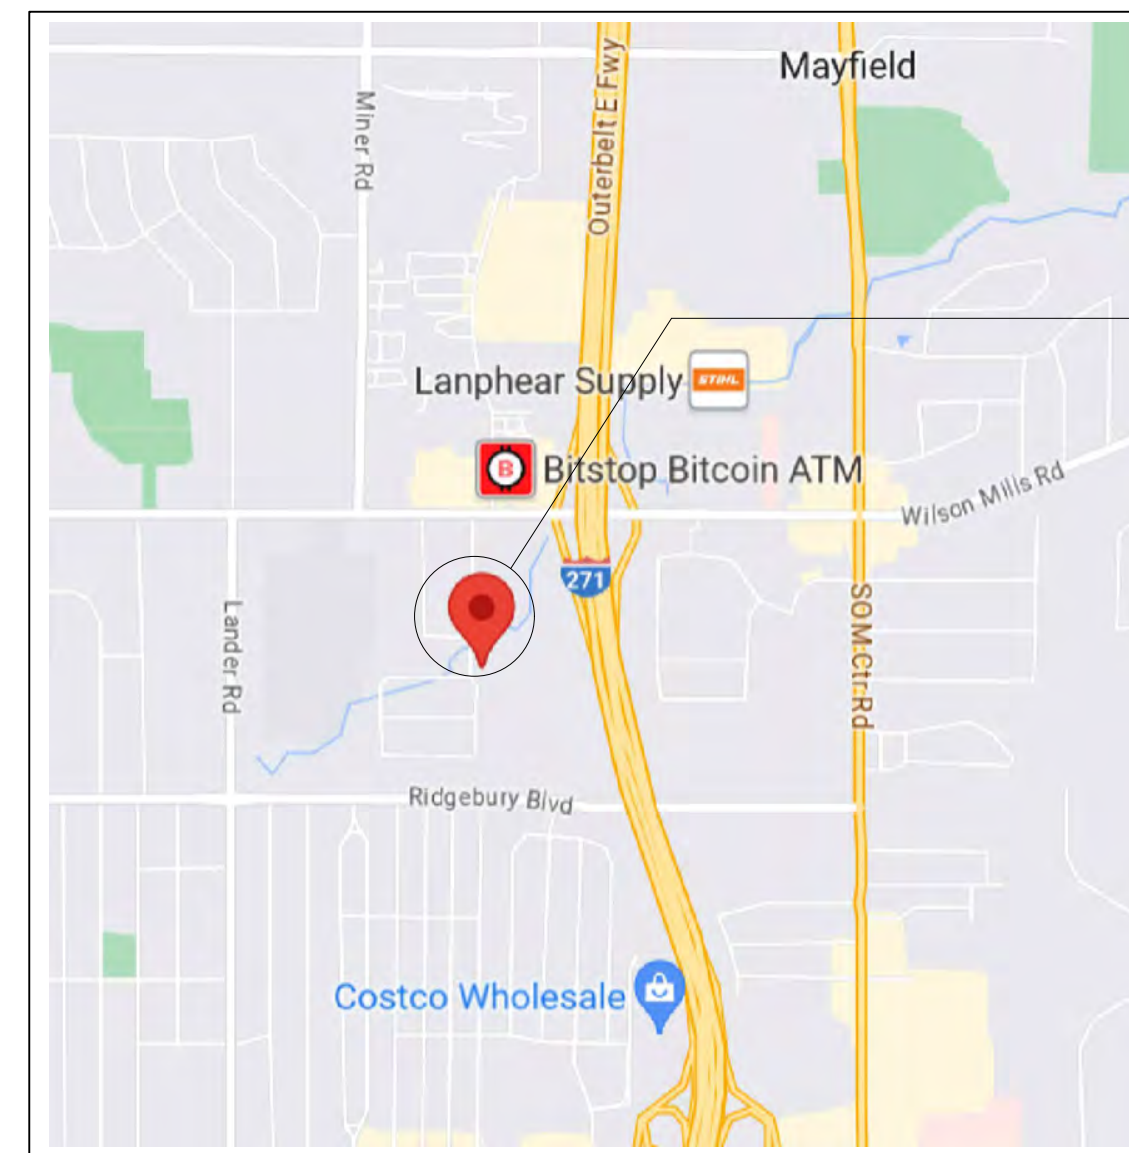 Mayfield
Outerbelt E Fwy
Miner Rd
Lanphear Supply
STIHL
B
Bitstop Bitcoin ATM
Wilson Mills Rd
271
Lander Rd
SOM Ctr Rd
Ridgebury Blvd
Costco Wholesale